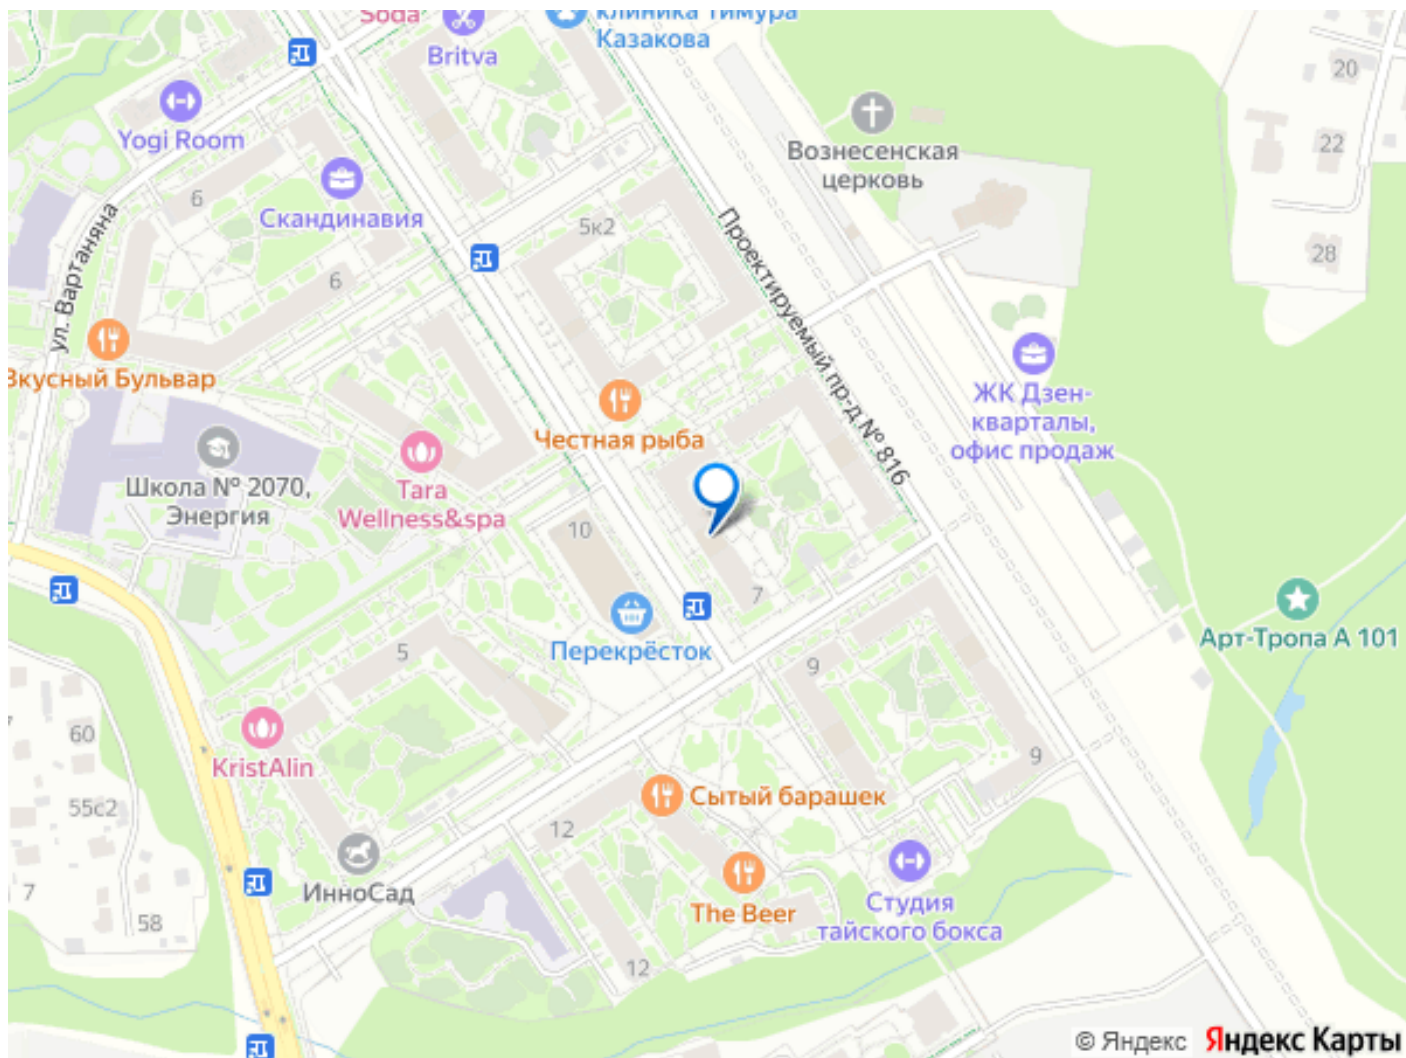 Soda
Britva
клиника Тимура
Казакова
20
Yogi Room
22
Вознесенская
церковь
6
Скандинавия
5к2
28
ул. Вартаняна
6
Проектируемый пр-д № 816
Вкусный Бульвар
ЖК Дзен-
кварталы,
офис продаж
Честная рыба
Школа № 2070,
Энергия
Tara
Wellness&spa
10
7
Перекрёсток
Арт-Тропа А 101
5
9
60
KristAlin
9
55с2
Сытый барашек
12
7
58
ИнноСад
The Beer
Студия
тайского бокса
12
© Яндекс Яндекс Карты